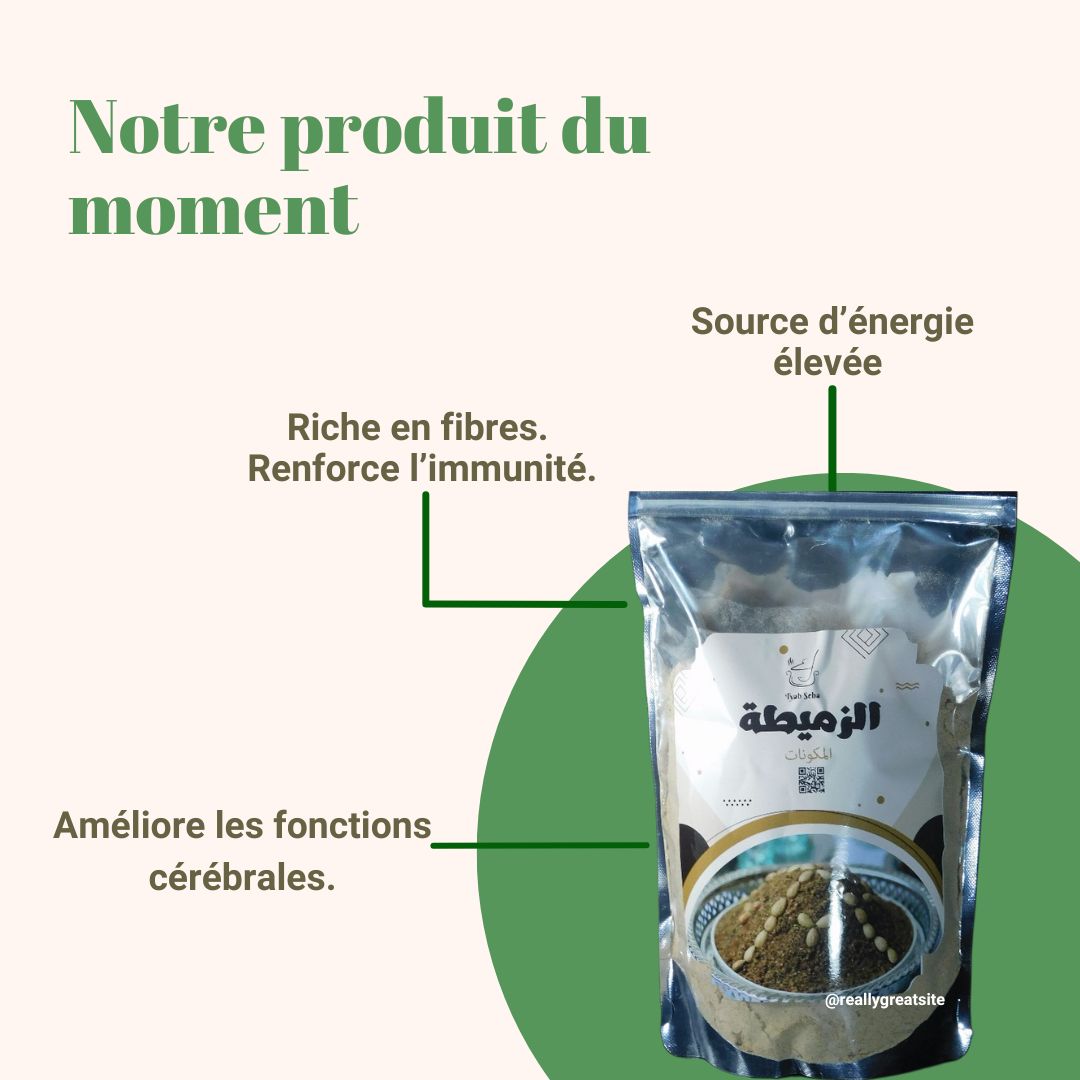 Notre produit du
moment
Source d’énergie
élevée
Riche en fibres.
Renforce l’immunité.
الزميطة
المكونات
Améliore les fonctions
cérébrales.
@reallygreatsite